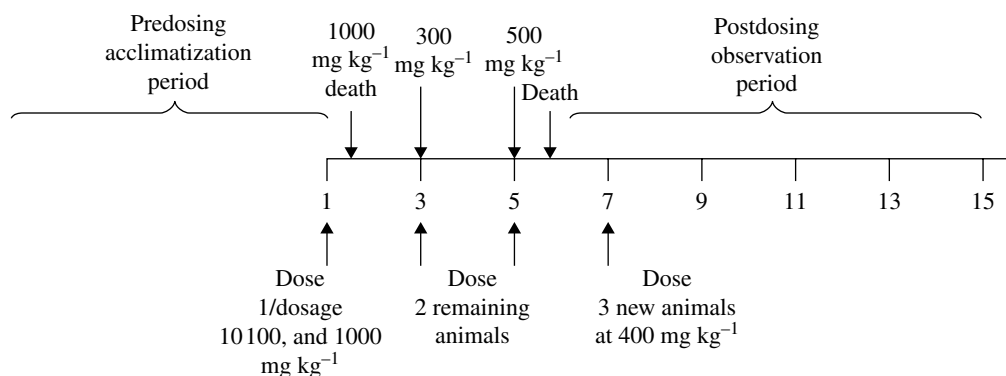 Predosing
acclimatization
period
1000
mg kg⁻¹
death
300
mg kg⁻¹
500
mg kg⁻¹
Death
Postdosing
observation
period
1 3 5 7 9 11 13 15
Dose
1/dosage
10 100, and 1000
mg kg⁻¹
Dose
2 remaining
animals
Dose
3 new animals
at 400 mg kg⁻¹